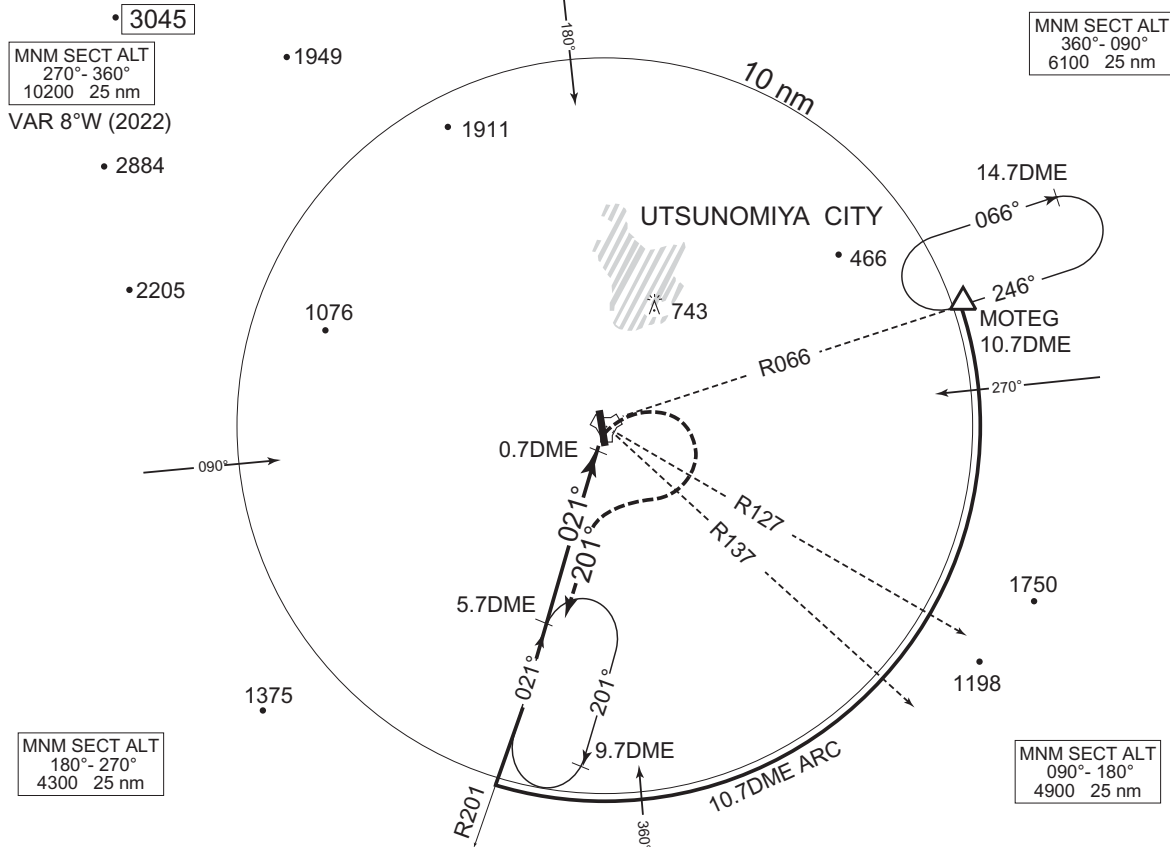 3045
MNM SECT ALT
270°- 360°
10200 25 nm
VAR 8°W (2022)
1949
180°
10 nm
MNM SECT ALT
360°- 090°
6100 25 nm
1911
2884
14.7DME
UTSUNOMIYA CITY
066°
466
2205
246°
1076
743
MOTEG
10.7DME
R066
270°
0.7DME
090°
021°
201°
R127
R137
5.7DME
1750
021°
201°
1198
1375
9.7DME
MNM SECT ALT
180°- 270°
4300 25 nm
MNM SECT ALT
090°- 180°
4900 25 nm
10.7DME ARC
R201
360°